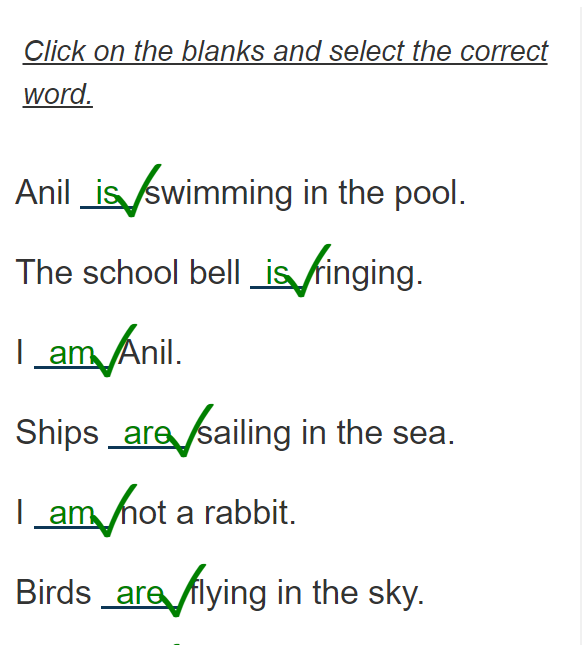 Click on the blanks and select the correct
word.
Anil is swimming in the pool.
The school bell is ringing.
I am Anil.
Ships are sailing in the sea.
I am not a rabbit.
Birds are flying in the sky.